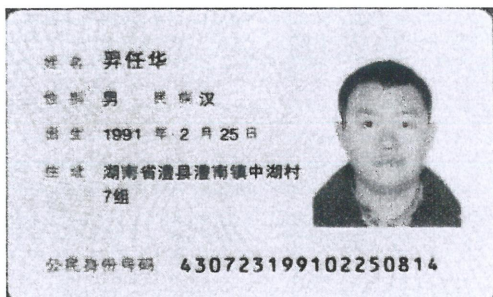 姓名 羿任华
性别 男 民族 汉
出生 1991 年 2 月 25 日
住址 湖南省澧县澧南镇中湖村
7组
公民身份号码 430723199102250814